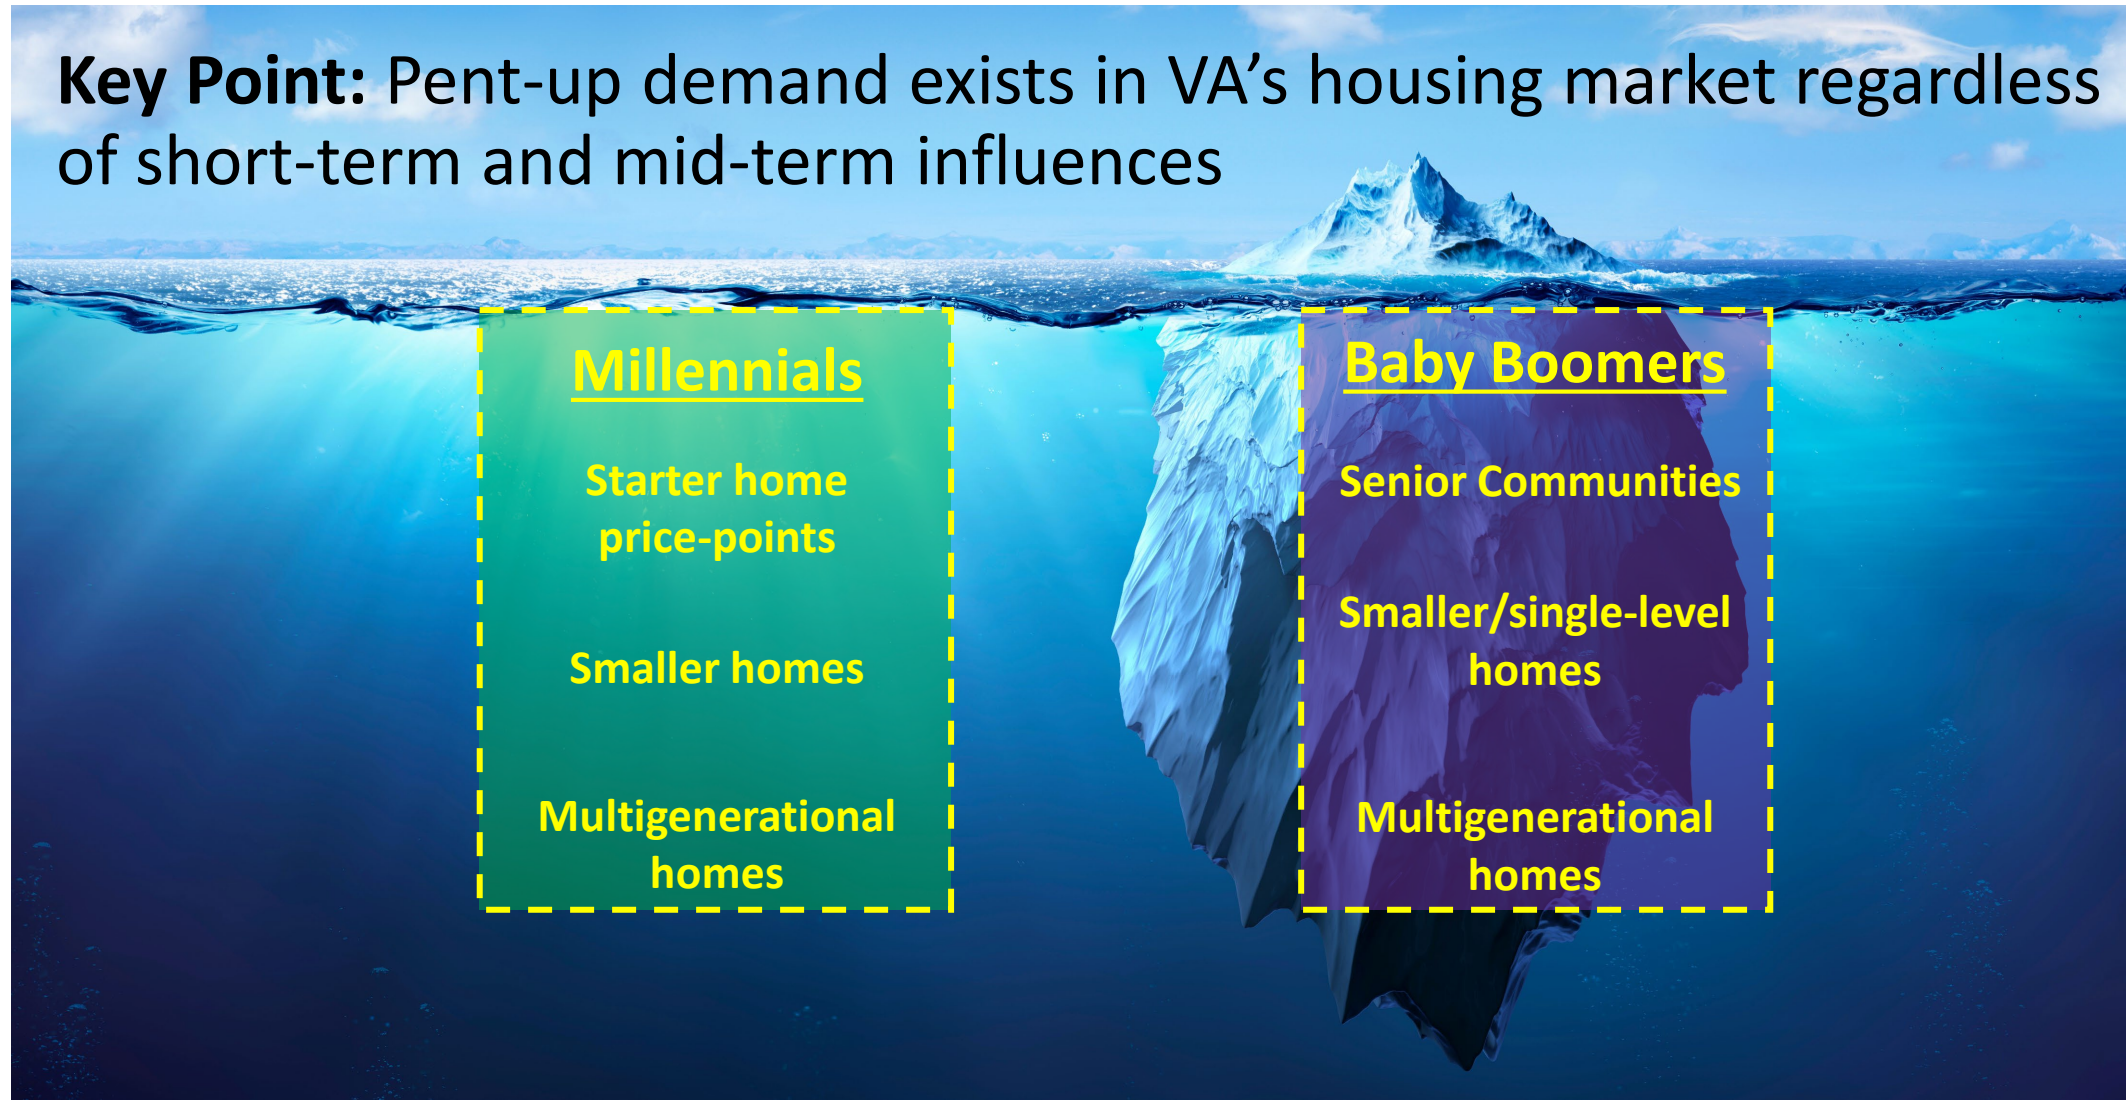 Key Point: Pent-up demand exists in VA’s housing market regardless
of short-term and mid-term influences
Millennials
Starter home
price-points
Smaller homes
Multigenerational
homes
Baby Boomers
Senior Communities
Smaller/single-level
homes
Multigenerational
homes